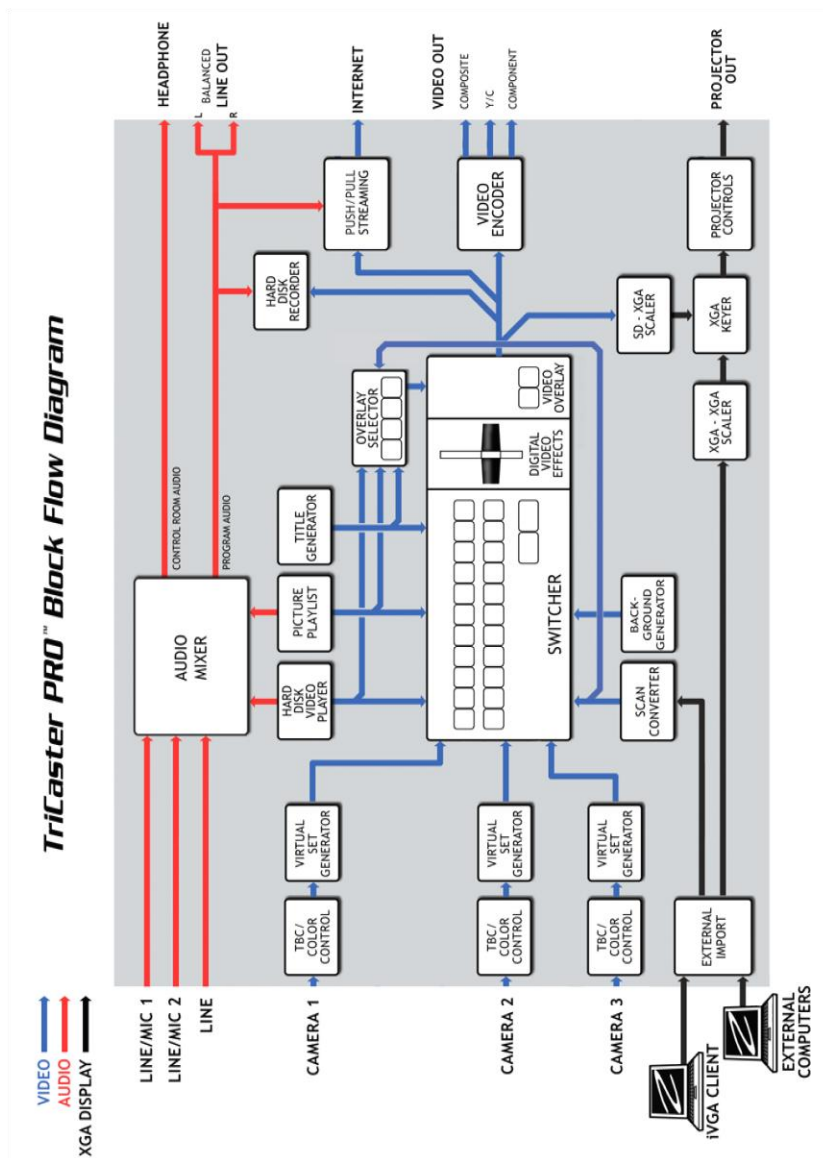 TriCaster PRO™ Block Flow Diagram
VIDEO
AUDIO
XGA DISPLAY
LINE/MIC 1
LINE/MIC 2
LINE
CAMERA 1
CAMERA 2
CAMERA 3
iVGA CLIENT
EXTERNAL
COMPUTERS
TBC/
COLOR
CONTROL
TBC/
COLOR
CONTROL
TBC/
COLOR
CONTROL
EXTERNAL
IMPORT
VIRTUAL
SET
GENERATOR
VIRTUAL
SET
GENERATOR
VIRTUAL
SET
GENERATOR
AUDIO
MIXER
HARD
DISK
VIDEO
PLAYER
PICTURE
PLAYLIST
TITLE
GENERATOR
OVERLAY
SELECTOR
SWITCHER
DIGITAL
VIDEO
EFFECTS
VIDEO
OVERLAY
SCAN
CONVERTER
BACK-
GROUND
GENERATOR
CONTROL ROOM AUDIO
PROGRAM AUDIO
HARD
DISK
RECORDER
PUSH/PULL
STREAMING
VIDEO
ENCODER
SD - XGA
SCALER
XGA - XGA
SCALER
XGA
KEYER
PROJECTOR
CONTROLS
HEADPHONE
L
BALANCED
LINE OUT
R
INTERNET
VIDEO OUT
COMPOSITE
Y/C
COMPONENT
PROJECTOR
OUT